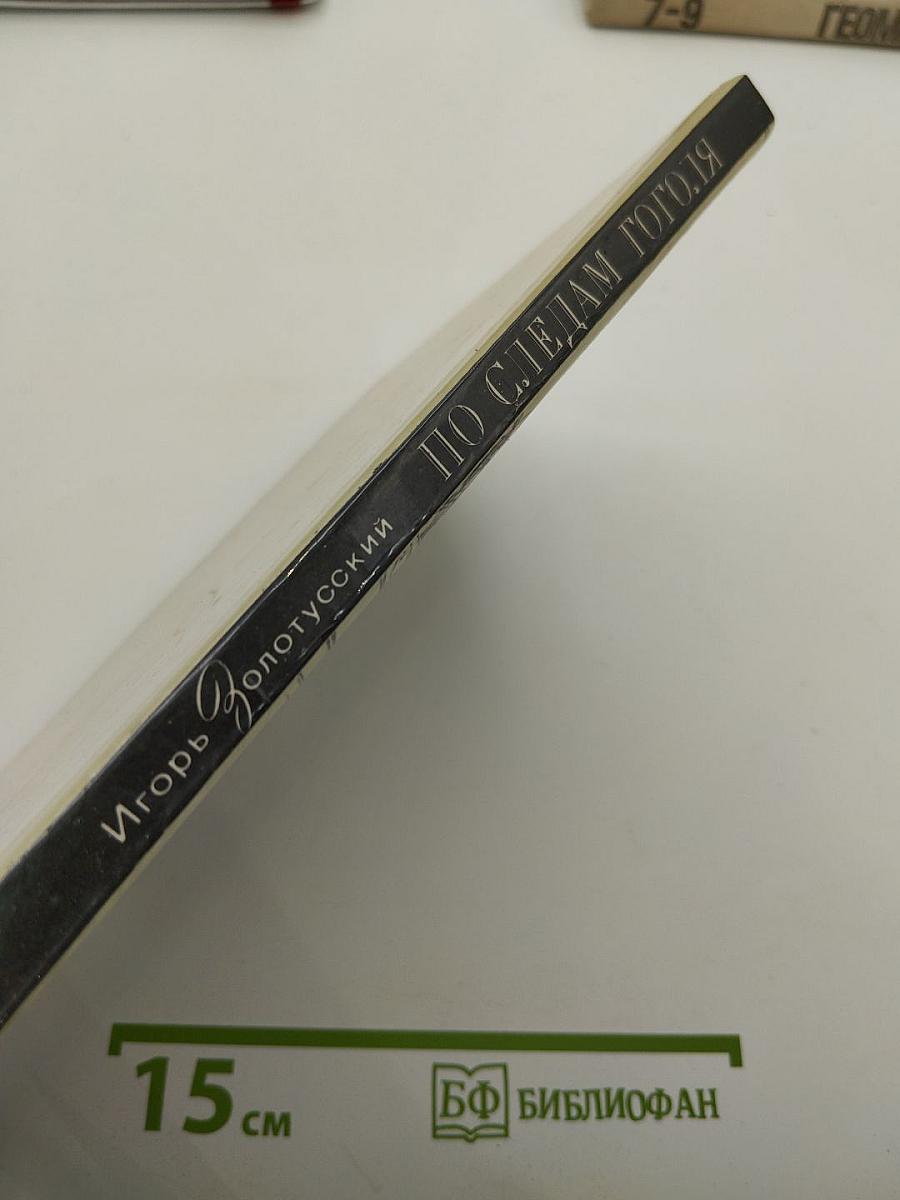 7-9 ГЕОМ
Игорь Золотусский ПО СЛЕДАМ ГОГОЛЯ
15 см
БФ БИБЛИОФАН